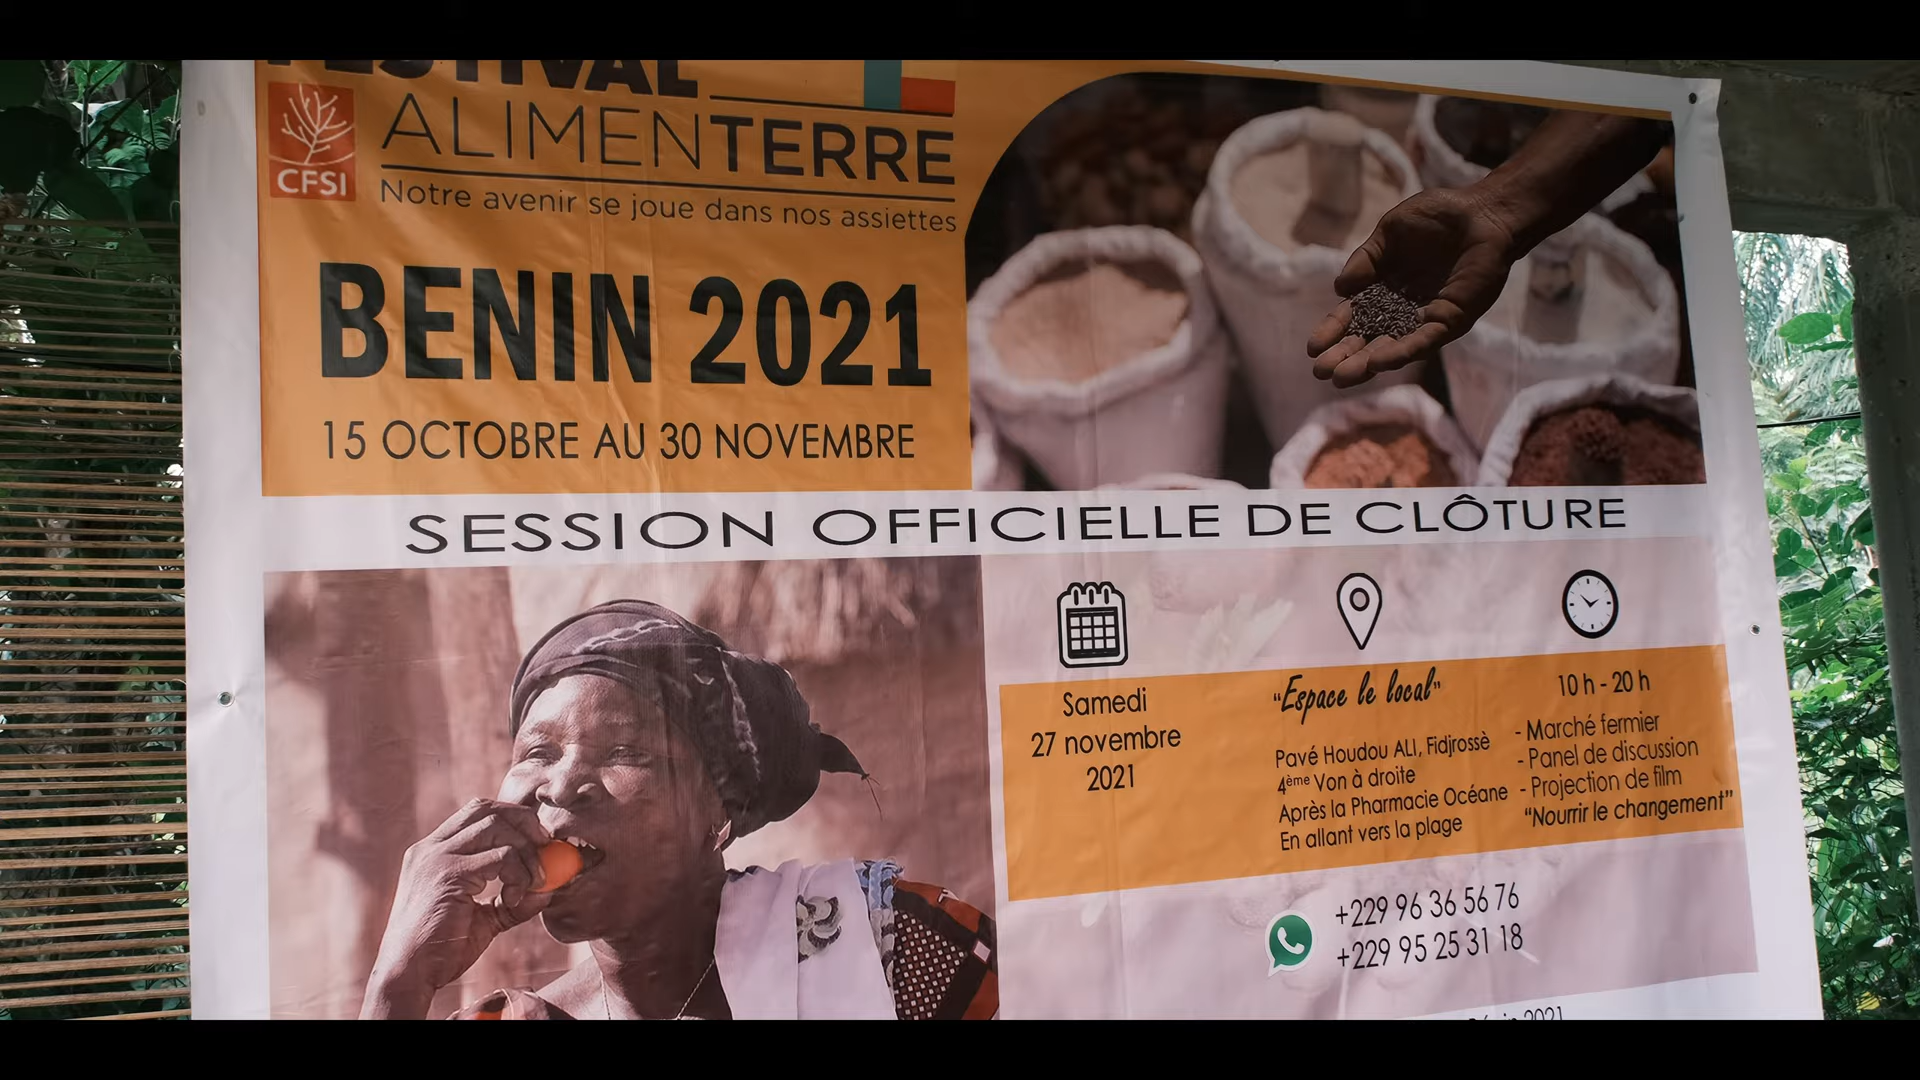 FESTIVAL
ALIMENTERRE
CFSI
Notre avenir se joue dans nos assiettes
BENIN 2021
15 OCTOBRE AU 30 NOVEMBRE
SESSION OFFICIELLE DE CLÔTURE
Samedi
27 novembre
2021
“Espace le local”
Pavé Houdou ALI, Fidjrossè
4ème Von à droite
Après la Pharmacie Océane
En allant vers la plage
10 h - 20 h
- Marché fermier
- Panel de discussion
- Projection de film
“Nourrir le changement”
+229 96 36 56 76
+229 95 25 31 18
2021